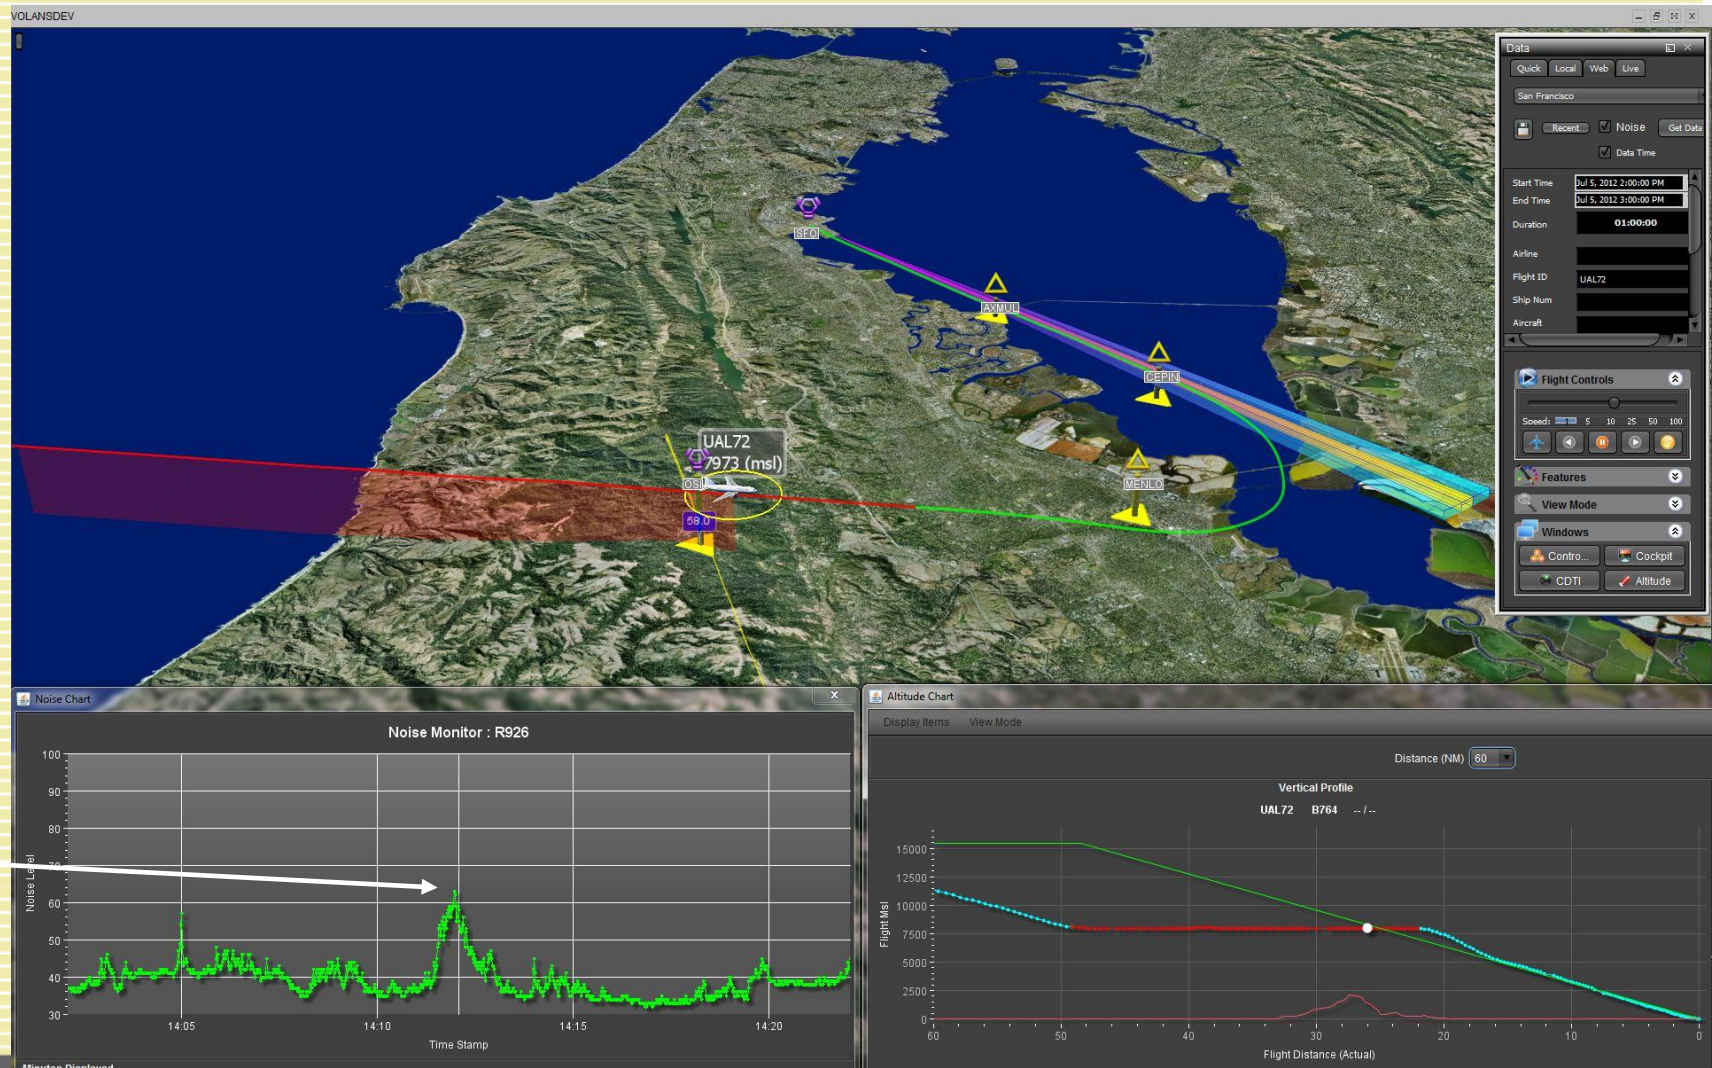 VOLANSDEV
SFO
AXMUL
CEPIN
UAL72
7973 (msl)
OSI
MENLO
58.0
Data
Quick Local Web Live
San Francisco
Recent Noise Get Data
Data Time
Start Time Jul 5, 2012 2:00:00 PM
End Time Jul 5, 2012 3:00:00 PM
Duration 01:00:00
Airline
Flight ID UAL72
Ship Num
Aircraft
Flight Controls
Speed: 1 5 10 25 50 100
Features
View Mode
Windows
Contro... Cockpit
CDTI Altitude
Noise Chart
Noise Monitor : R926
100
90
80
70
60
50
40
30
Noise Level
14:05 14:10 14:15 14:20
Time Stamp
Minutes Displayed
Altitude Chart
Display Items View Mode
Distance (NM) 60
Vertical Profile
UAL72 B764 -- / --
15000
12500
10000
7500
5000
2500
0
Flight Msl
60 50 40 30 20 10 0
Flight Distance (Actual)